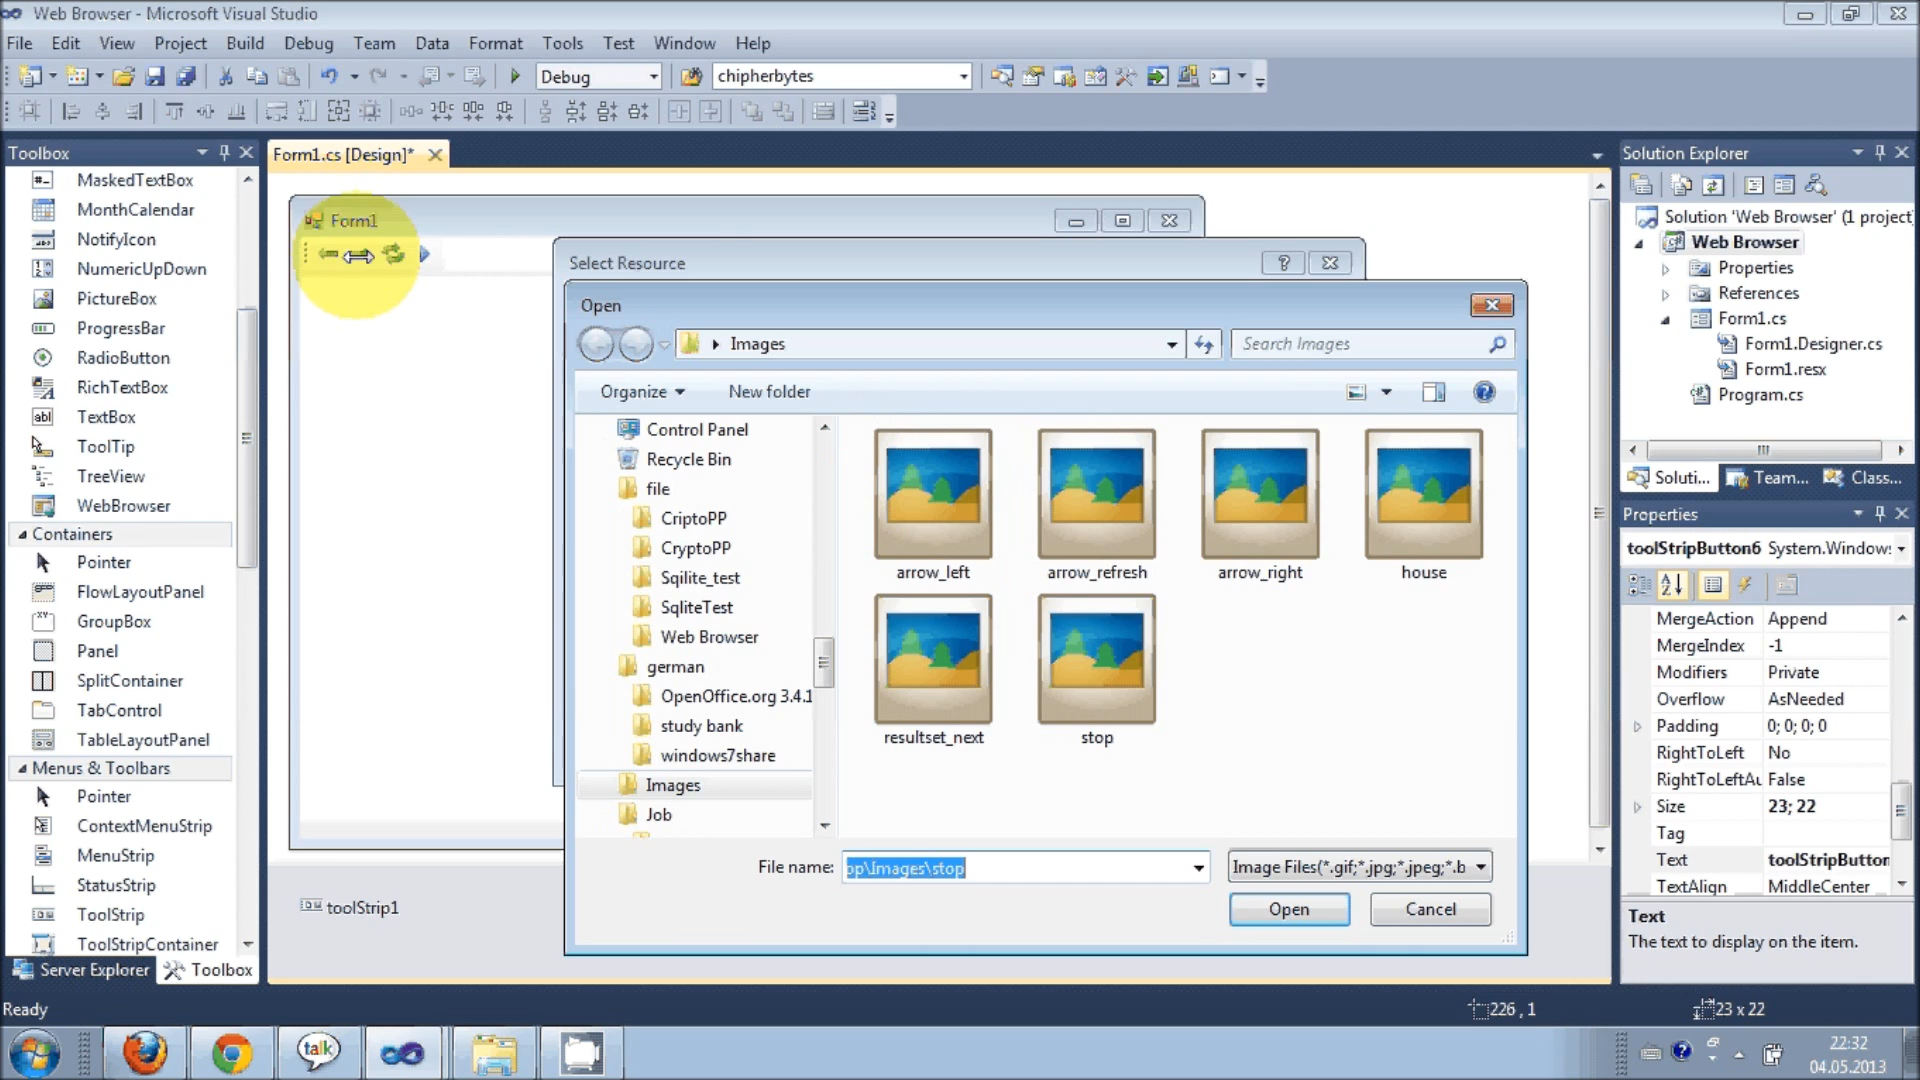 Web Browser - Microsoft Visual Studio
File Edit View Project Build Debug Team Data Format Tools Test Window Help
Debug chipherbytes
Toolbox
MaskedTextBox
MonthCalendar
NotifyIcon
NumericUpDown
PictureBox
ProgressBar
RadioButton
RichTextBox
TextBox
ToolTip
TreeView
WebBrowser
Containers
Pointer
FlowLayoutPanel
GroupBox
Panel
SplitContainer
TabControl
TableLayoutPanel
Menus & Toolbars
Pointer
ContextMenuStrip
MenuStrip
StatusStrip
ToolStrip
ToolStripContainer
Server Explorer Toolbox
Form1.cs [Design]*
Form1
toolStrip1
Select Resource
Open
Images
Search Images
Organize New folder
Control Panel
Recycle Bin
file
CriptoPP
CryptoPP
Sqilite_test
SqliteTest
Web Browser
german
OpenOffice.org 3.4.1
study bank
windows7share
Images
Job
arrow_left arrow_refresh arrow_right house
resultset_next stop
File name: op\Images\stop Image Files(*.gif;*.jpg;*.jpeg;*.b
Open Cancel
Solution Explorer
Solution 'Web Browser' (1 project
Web Browser
Properties
References
Form1.cs
Form1.Designer.cs
Form1.resx
Program.cs
Soluti... Team... Class...
Properties
toolStripButton6 System.Windows
MergeAction Append
MergeIndex -1
Modifiers Private
Overflow AsNeeded
Padding 0; 0; 0; 0
RightToLeft No
RightToLeftAu False
Size 23; 22
Tag
Text toolStripButton
TextAlign MiddleCenter
Text
The text to display on the item.
Ready 226 , 1 23 x 22
talk
22:32
04.05.2013